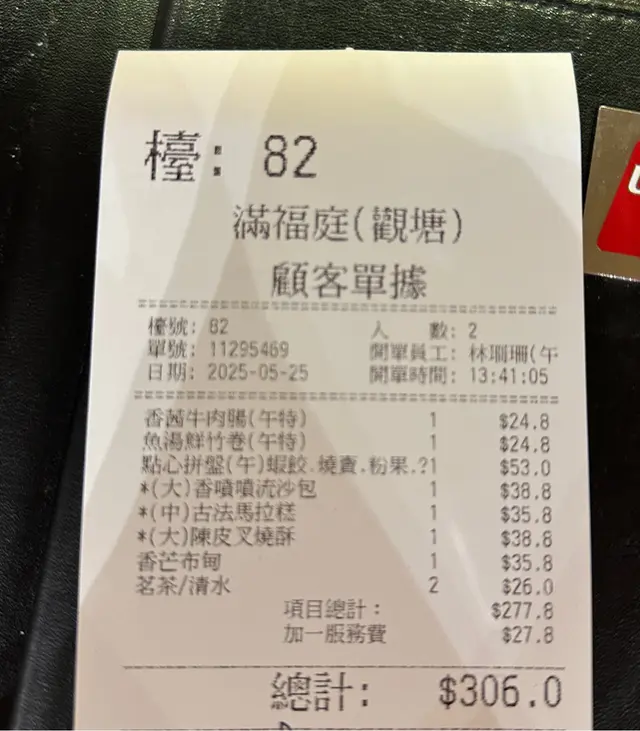 檯: 82
滿福庭(觀塘)
顧客單據
檯號: 82 人 數: 2
單號: 11295469 開單員工: 林珊珊(午
日期: 2025-05-25 開單時間: 13:41:05
香茜牛肉腸(午特) 1 $24.8
魚湯鮮竹卷(午特) 1 $24.8
點心拼盤(午)蝦餃.燒賣.粉果.?1 $53.0
*(大)香噴噴流沙包 1 $38.8
*(中)古法馬拉糕 1 $35.8
*(大)陳皮叉燒酥 1 $38.8
香芒布甸 1 $35.8
茗茶/清水 2 $26.0
項目總計: $277.8
加一服務費 $27.8
總計: $306.0